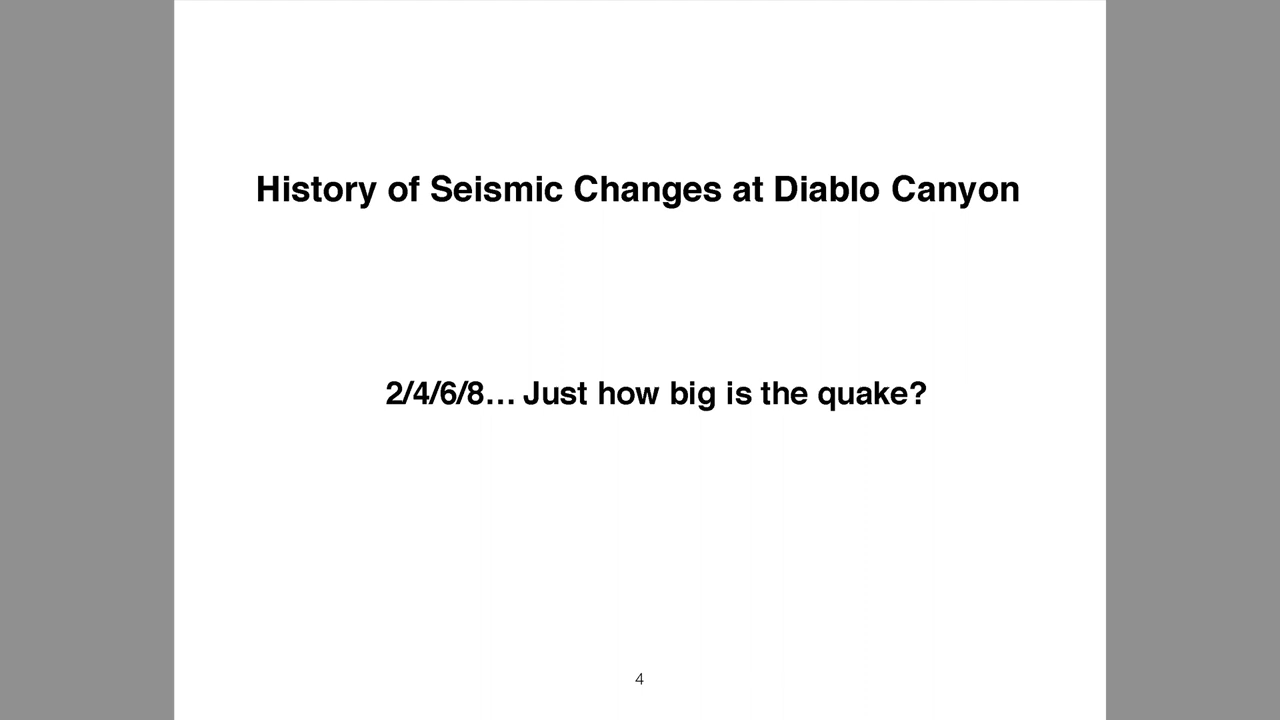 History of Seismic Changes at Diablo Canyon
2/4/6/8… Just how big is the quake?
4